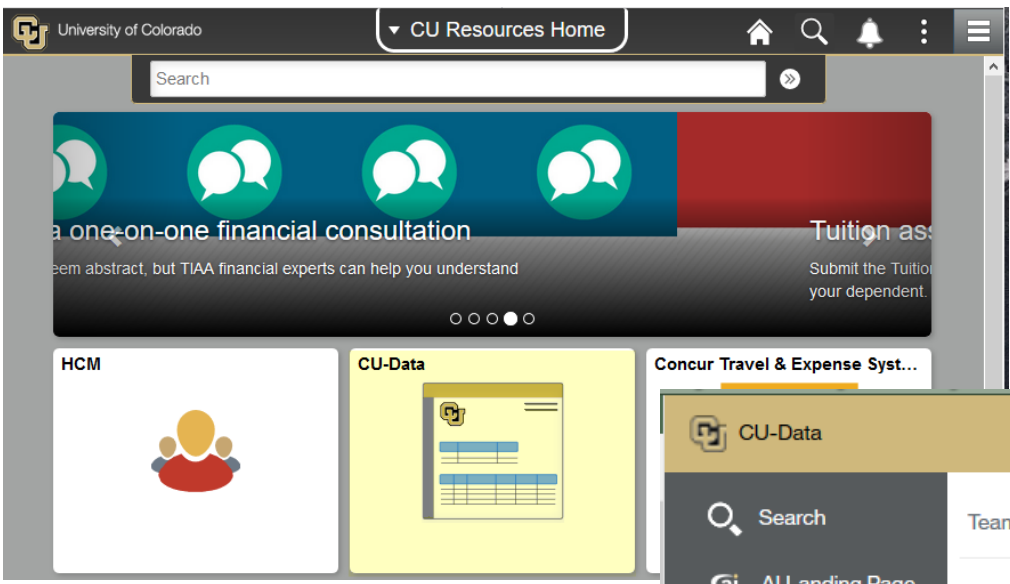 University of Colorado
CU Resources Home
Search
a one-on-one financial consultation
eem abstract, but TIAA financial experts can help you understand
Tuition ass
Submit the Tuition
your dependent.
HCM
CU-Data
Concur Travel & Expense Syst...
CU-Data
Search
Team